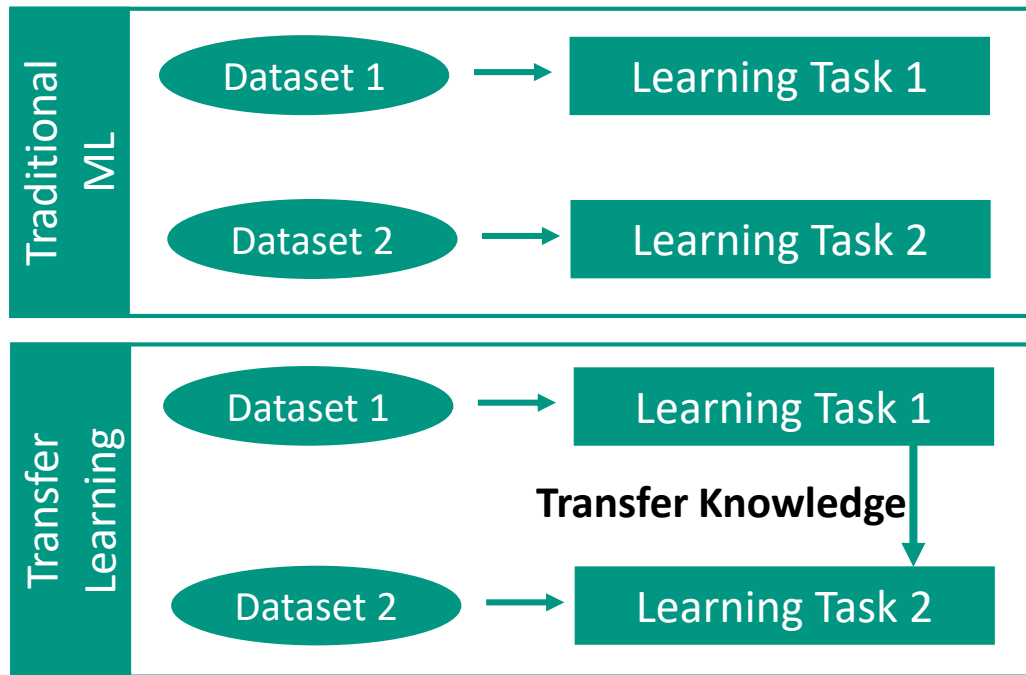 Traditional
ML
Dataset 1
Learning Task 1
Dataset 2
Learning Task 2
Transfer
Learning
Dataset 1
Learning Task 1
Transfer Knowledge
Dataset 2
Learning Task 2